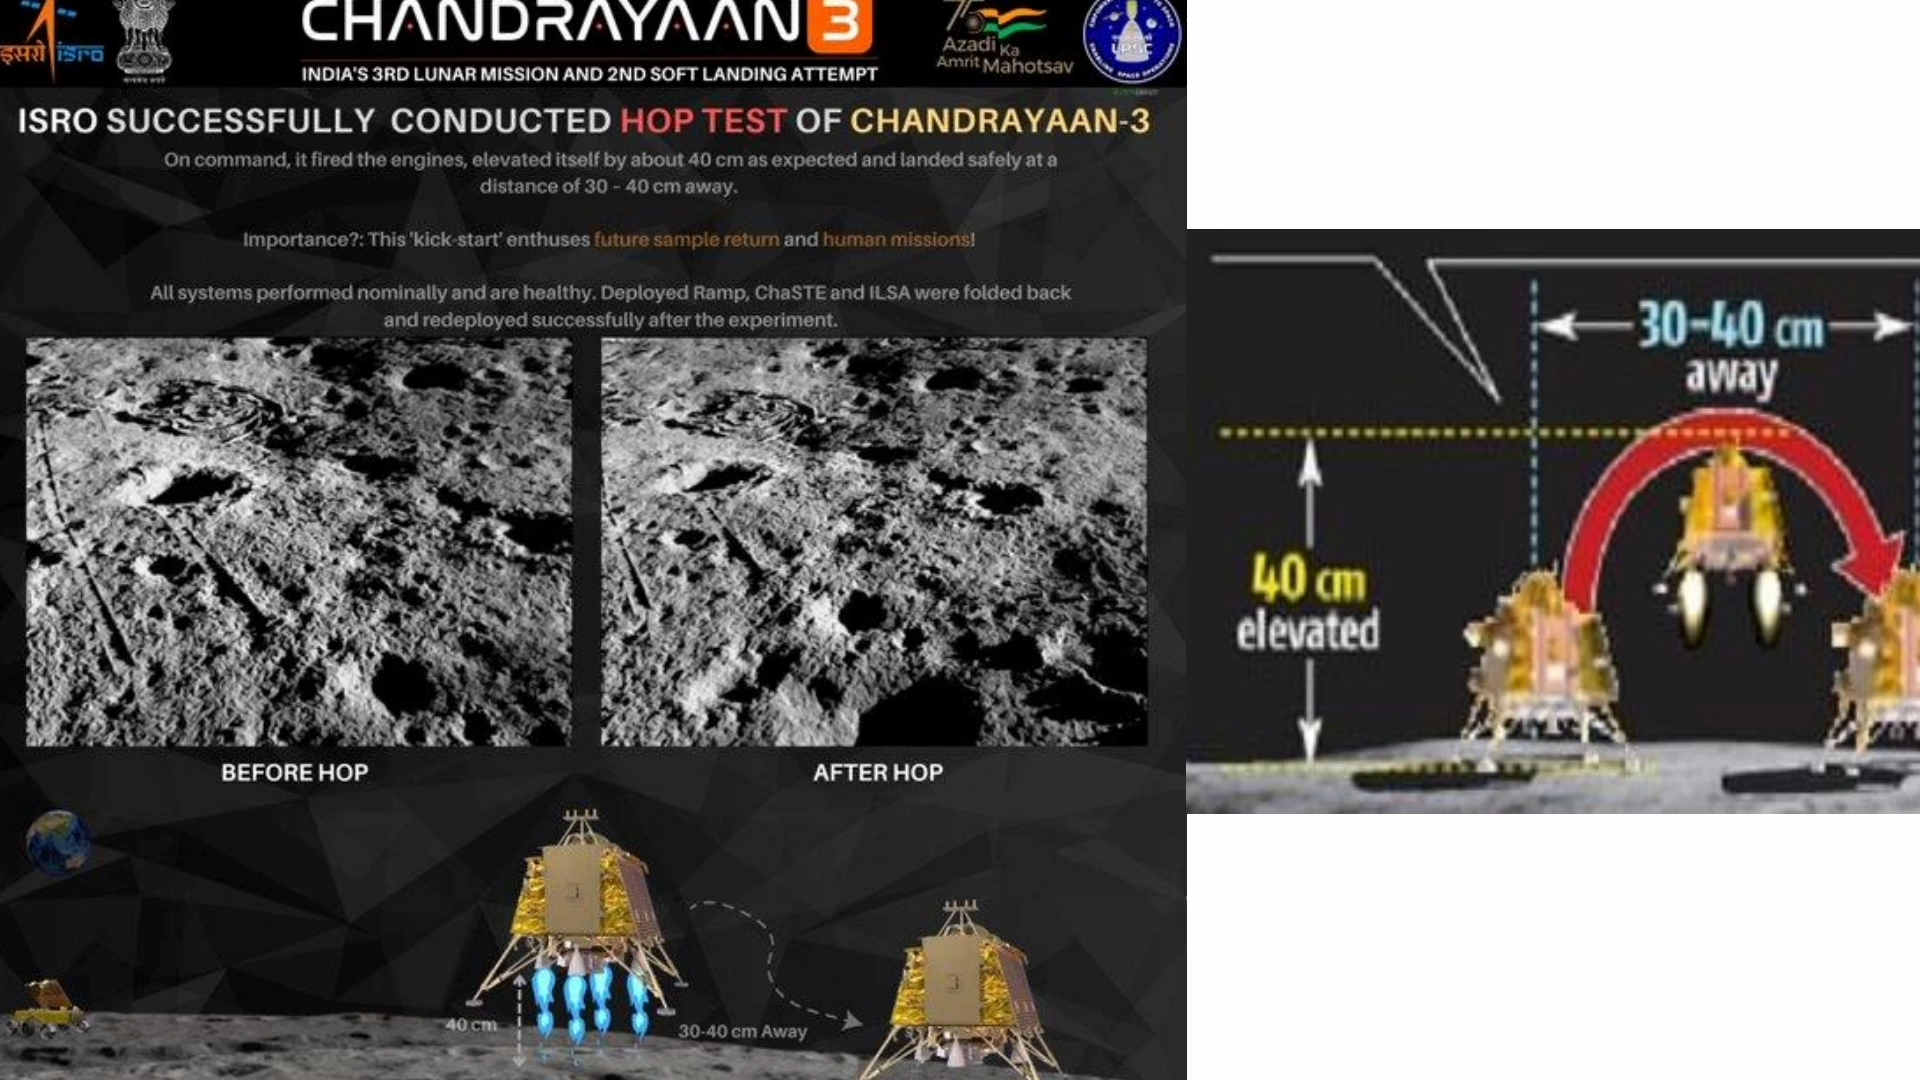 इसरो isro
CHANDRAYAAN 3
INDIA'S 3RD LUNAR MISSION AND 2ND SOFT LANDING ATTEMPT
75
Azadi Ka
Amrit Mahotsav
LPSC
ISRO SUCCESSFULLY CONDUCTED HOP TEST OF CHANDRAYAAN-3
On command, it fired the engines, elevated itself by about 40 cm as expected and landed safely at a
distance of 30 – 40 cm away.
Importance?: This 'kick-start' enthuses future sample return and human missions!
All systems performed nominally and are healthy. Deployed Ramp, ChaSTE and ILSA were folded back
and redeployed successfully after the experiment.
BEFORE HOP
AFTER HOP
40 cm
30-40 cm Away
30-40 cm
away
40 cm
elevated